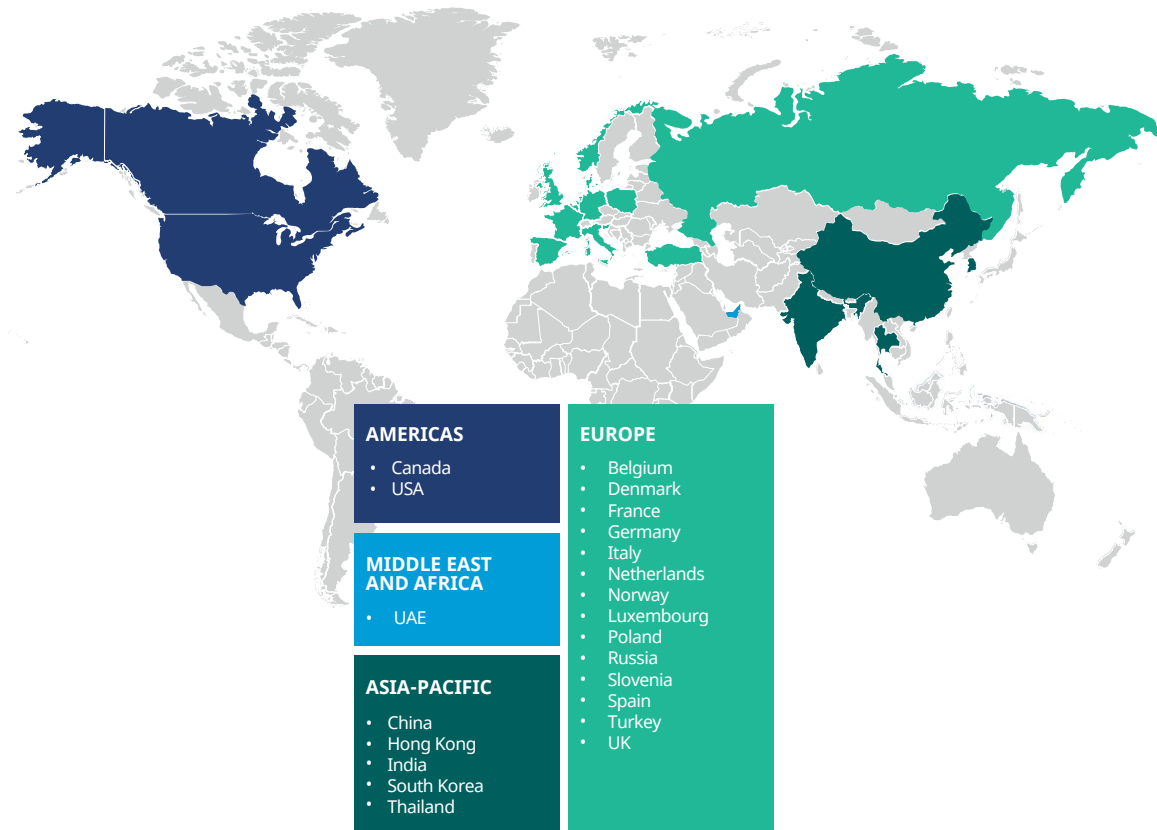 AMERICAS
• Canada
• USA
MIDDLE EAST
AND AFRICA
• UAE
ASIA-PACIFIC
• China
• Hong Kong
• India
• South Korea
• Thailand
EUROPE
• Belgium
• Denmark
• France
• Germany
• Italy
• Netherlands
• Norway
• Luxembourg
• Poland
• Russia
• Slovenia
• Spain
• Turkey
• UK